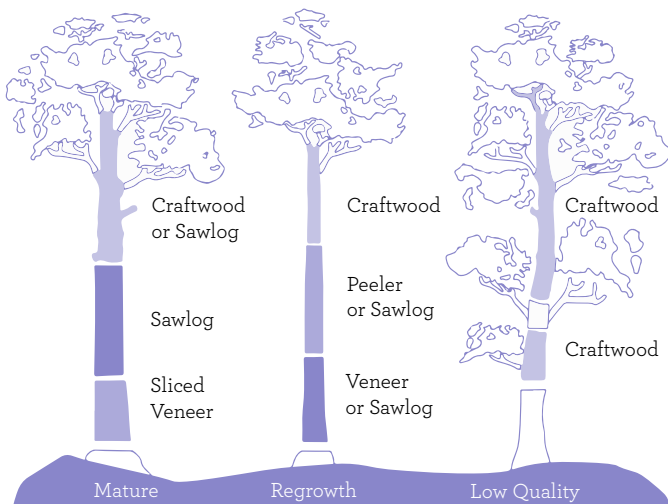 Craftwood
or Sawlog
Sawlog
Sliced
Veneer
Mature
Craftwood
Peeler
or Sawlog
Veneer
or Sawlog
Regrowth
Craftwood
Craftwood
Low Quality